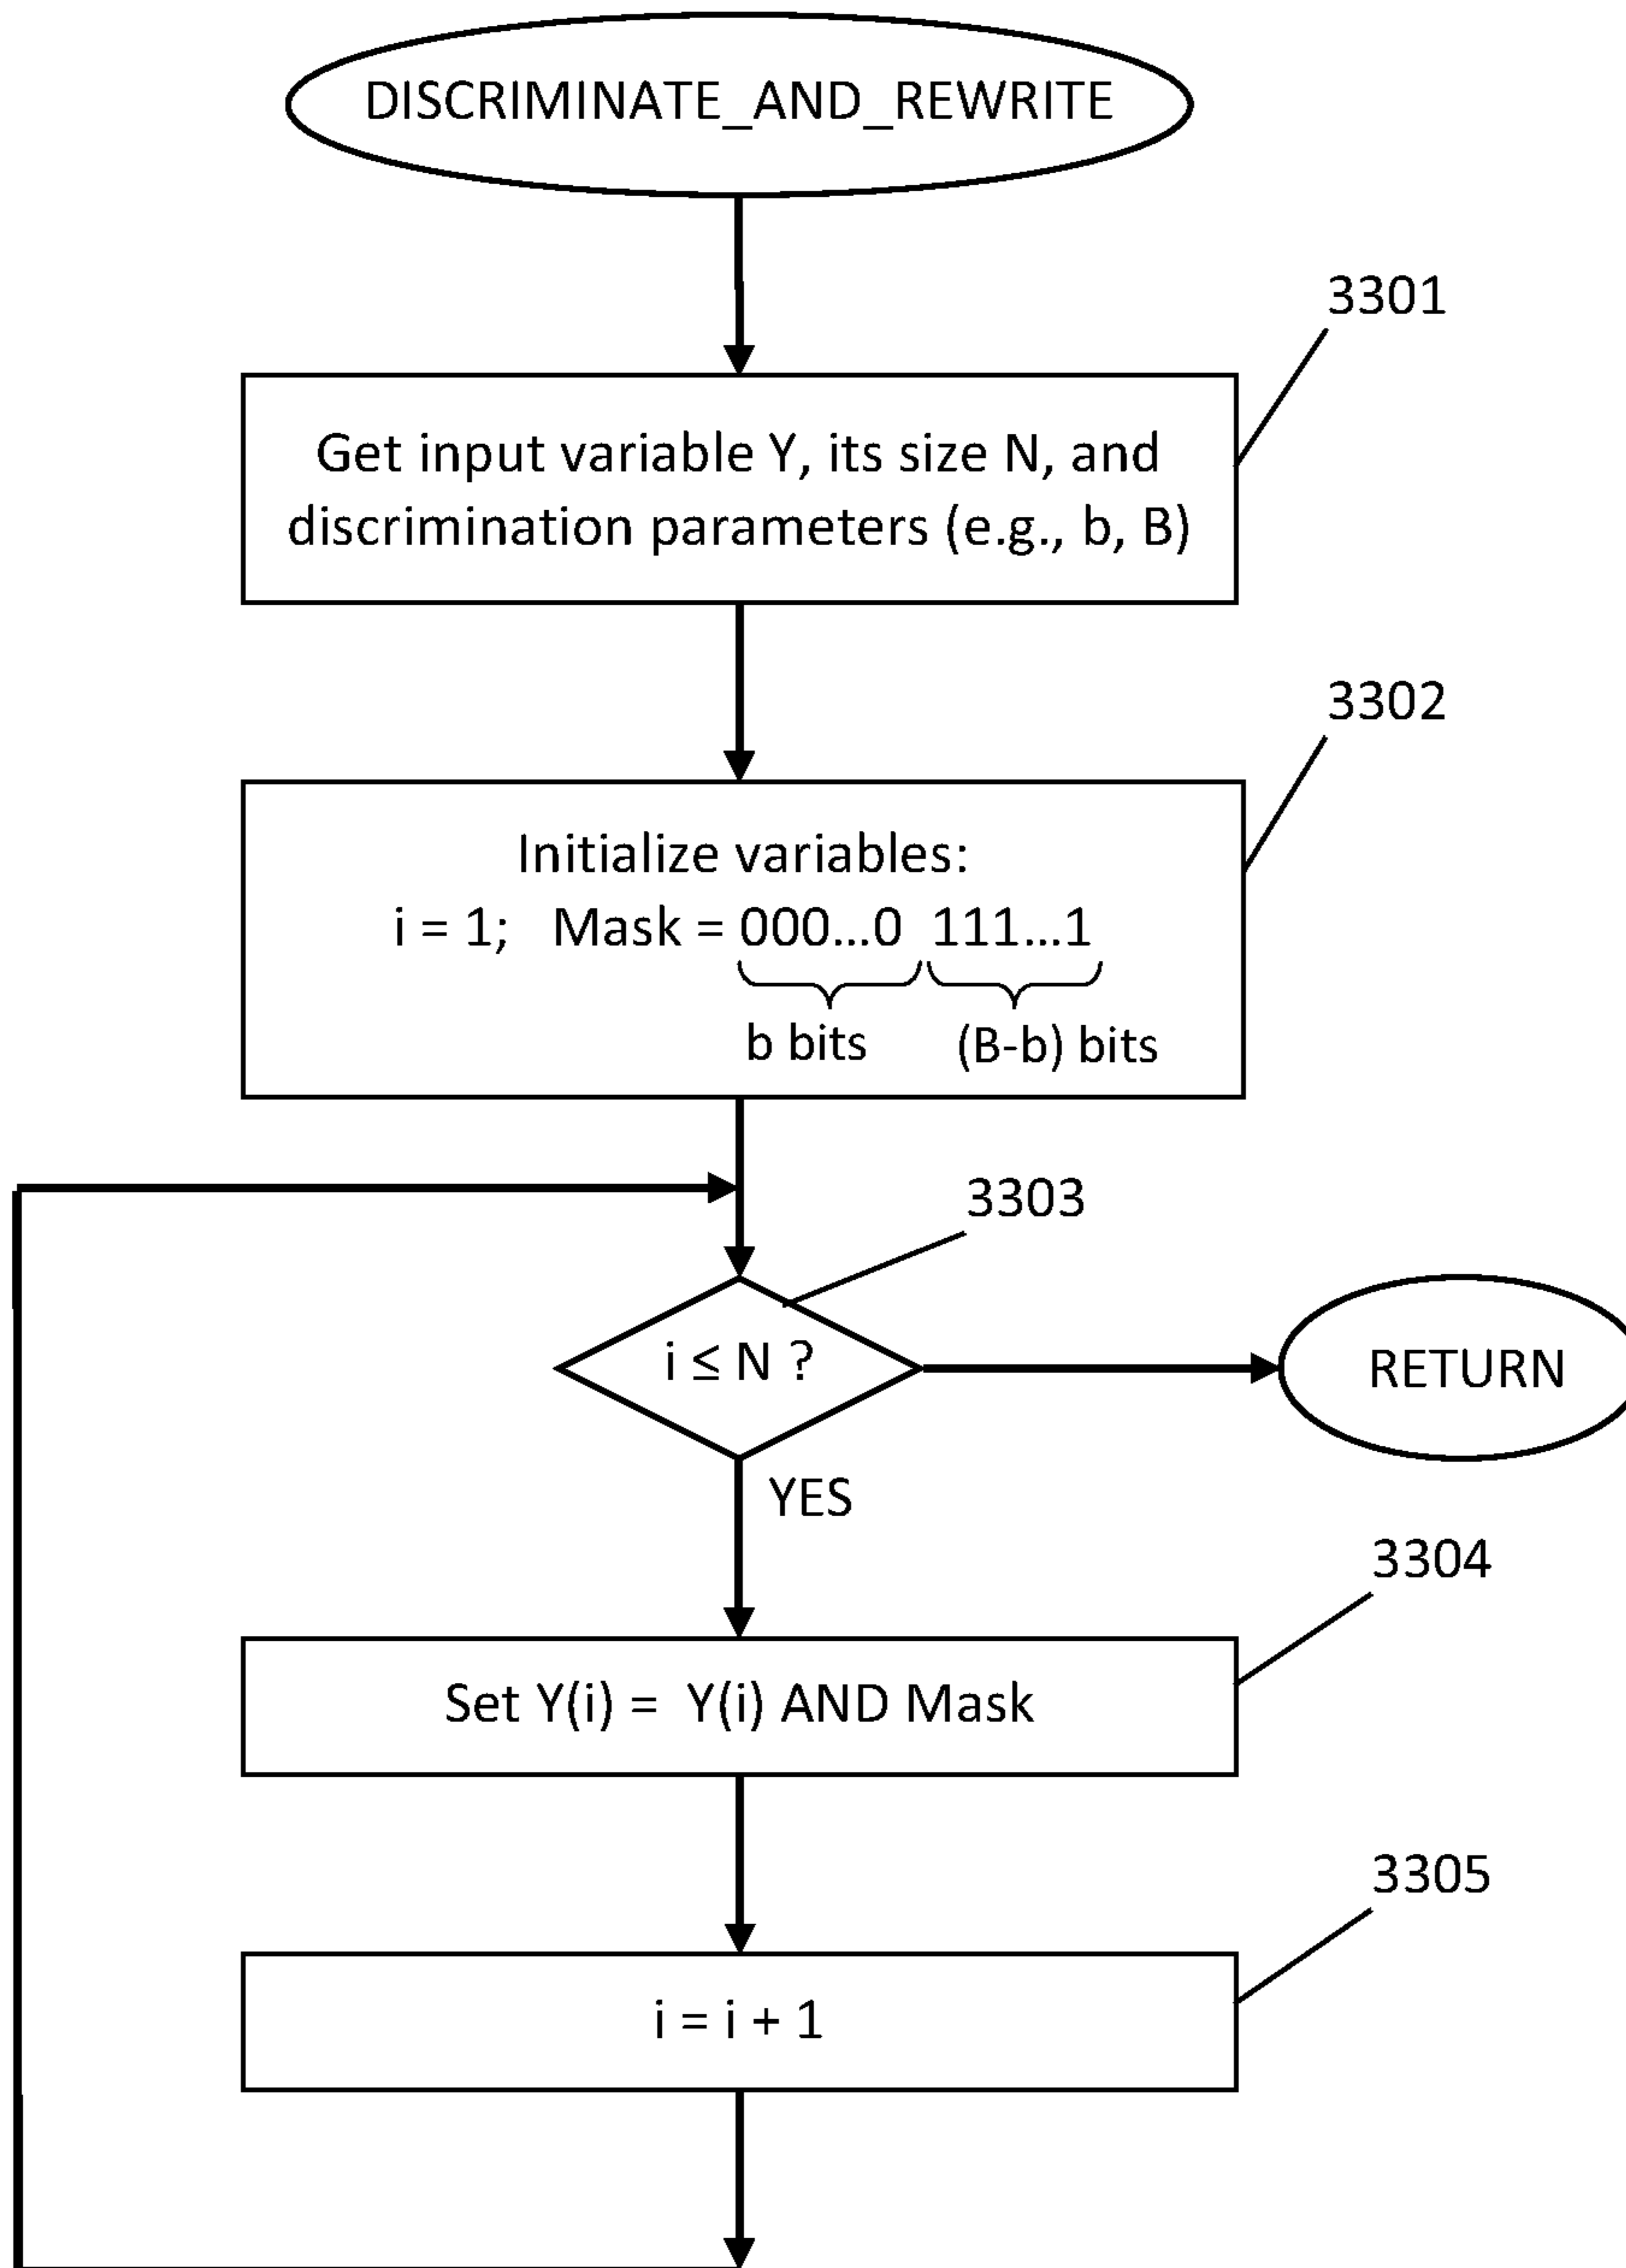 DISCRIMINATE_AND_REWRITE
3301
Get input variable Y, its size N, and
discrimination parameters (e.g., b, B)
3302
Initialize variables:
i = 1; Mask = 000...0 111...1
b bits (B-b) bits
3303
i ≤ N ?
RETURN
YES
3304
Set Y(i) = Y(i) AND Mask
3305
i = i + 1